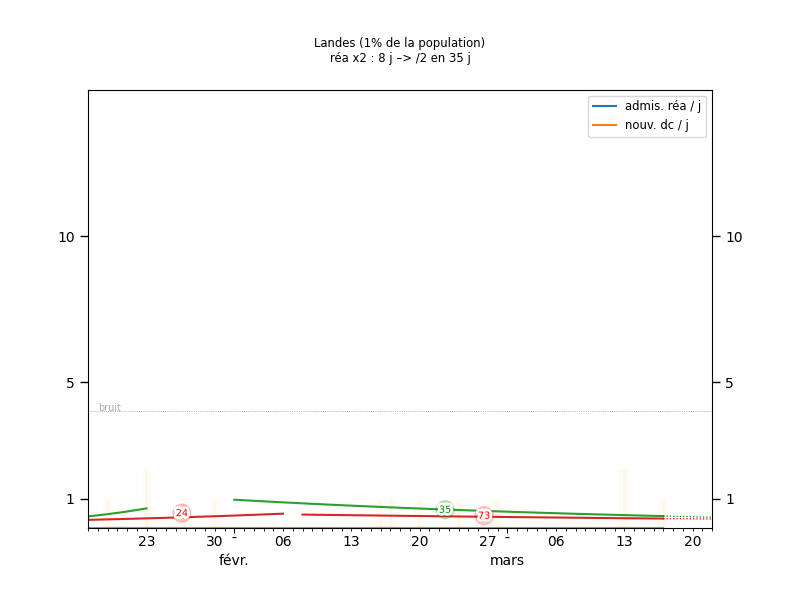 Landes (1% de la population)
réa x2 : 8 j –> /2 en 35 j
admis. réa / j
nouv. dc / j
10 10
5 5
bruit
1 1
24 35 73
23 30 - 06 13 20 27 - 06 13 20
févr. mars